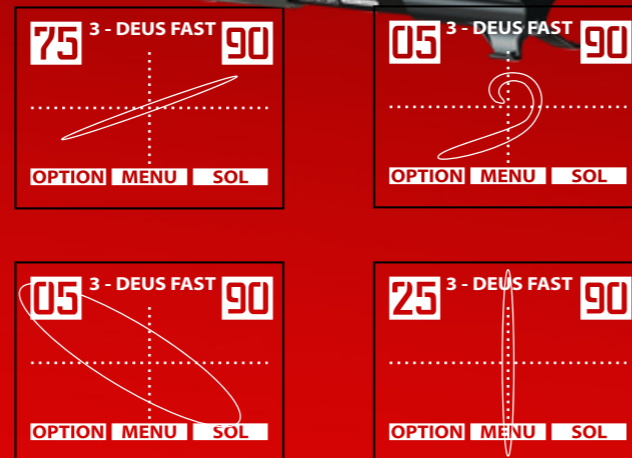 75 3 - DEUS FAST 90
OPTION MENU SOL
05 3 - DEUS FAST 90
OPTION MENU SOL
05 3 - DEUS FAST 90
OPTION MENU SOL
25 3 - DEUS FAST 90
OPTION MENU SOL